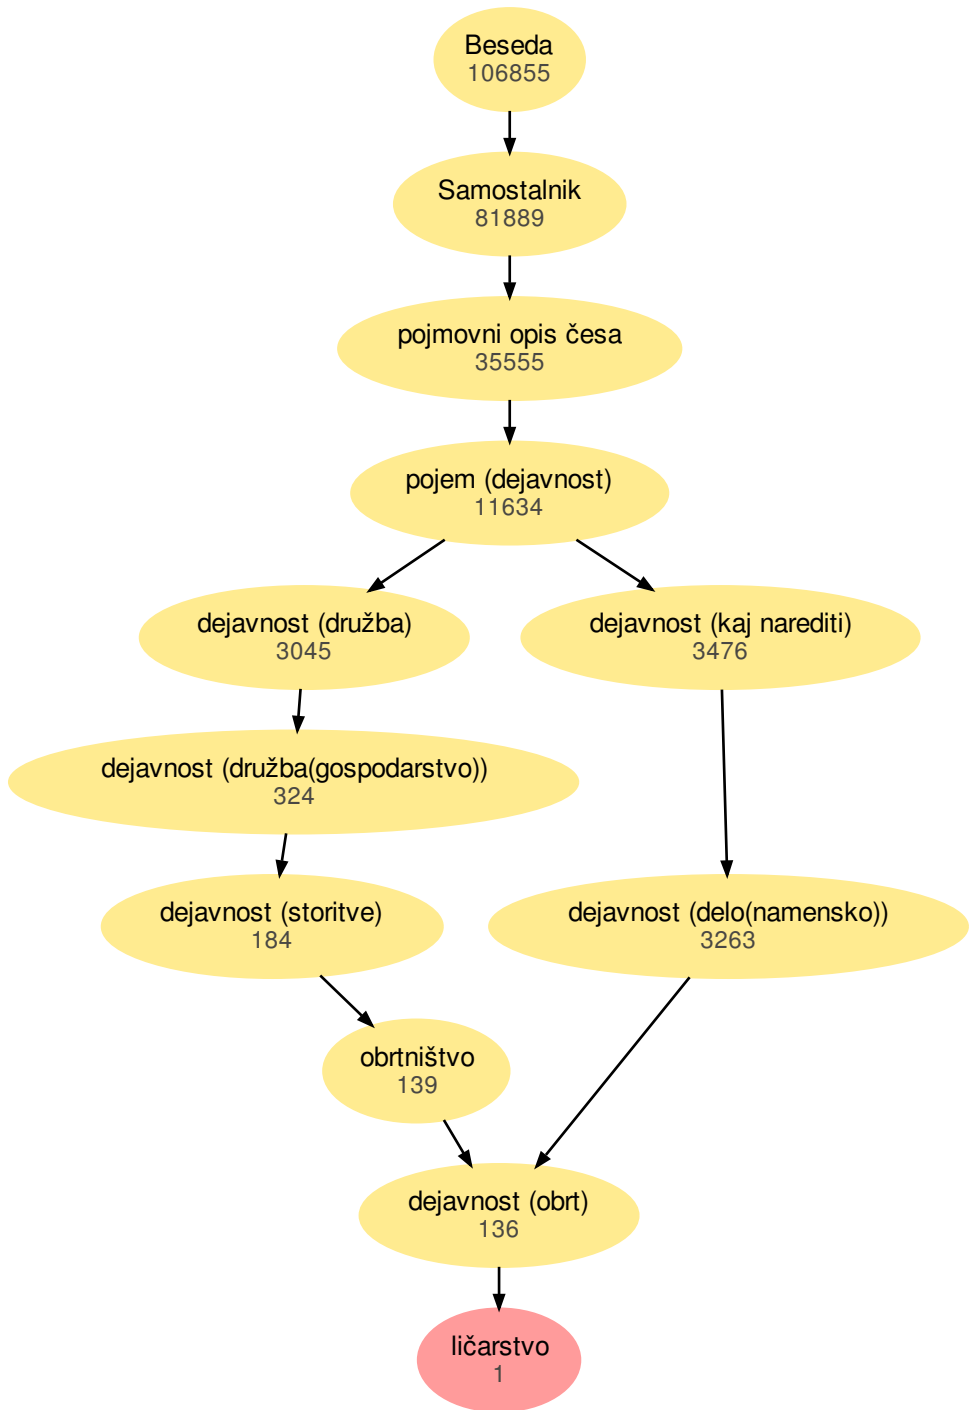 Beseda
106855
Samostalnik
81889
pojmovni opis česa
35555
pojem (dejavnost)
11634
dejavnost (družba)
3045
dejavnost (kaj narediti)
3476
dejavnost (družba(gospodarstvo))
324
dejavnost (storitve)
184
dejavnost (delo(namensko))
3263
obrtništvo
139
dejavnost (obrt)
136
ličarstvo
1